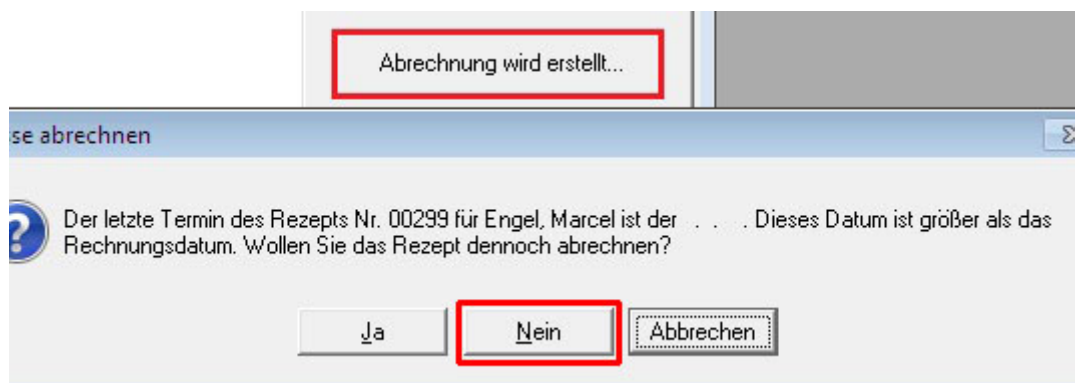 Abrechnung wird erstellt...
se abrechnen
Der letzte Termin des Rezepts Nr. 00299 für Engel, Marcel ist der . . . Dieses Datum ist größer als das
Rechnungsdatum. Wollen Sie das Rezept dennoch abrechnen?
Ja Nein Abbrechen